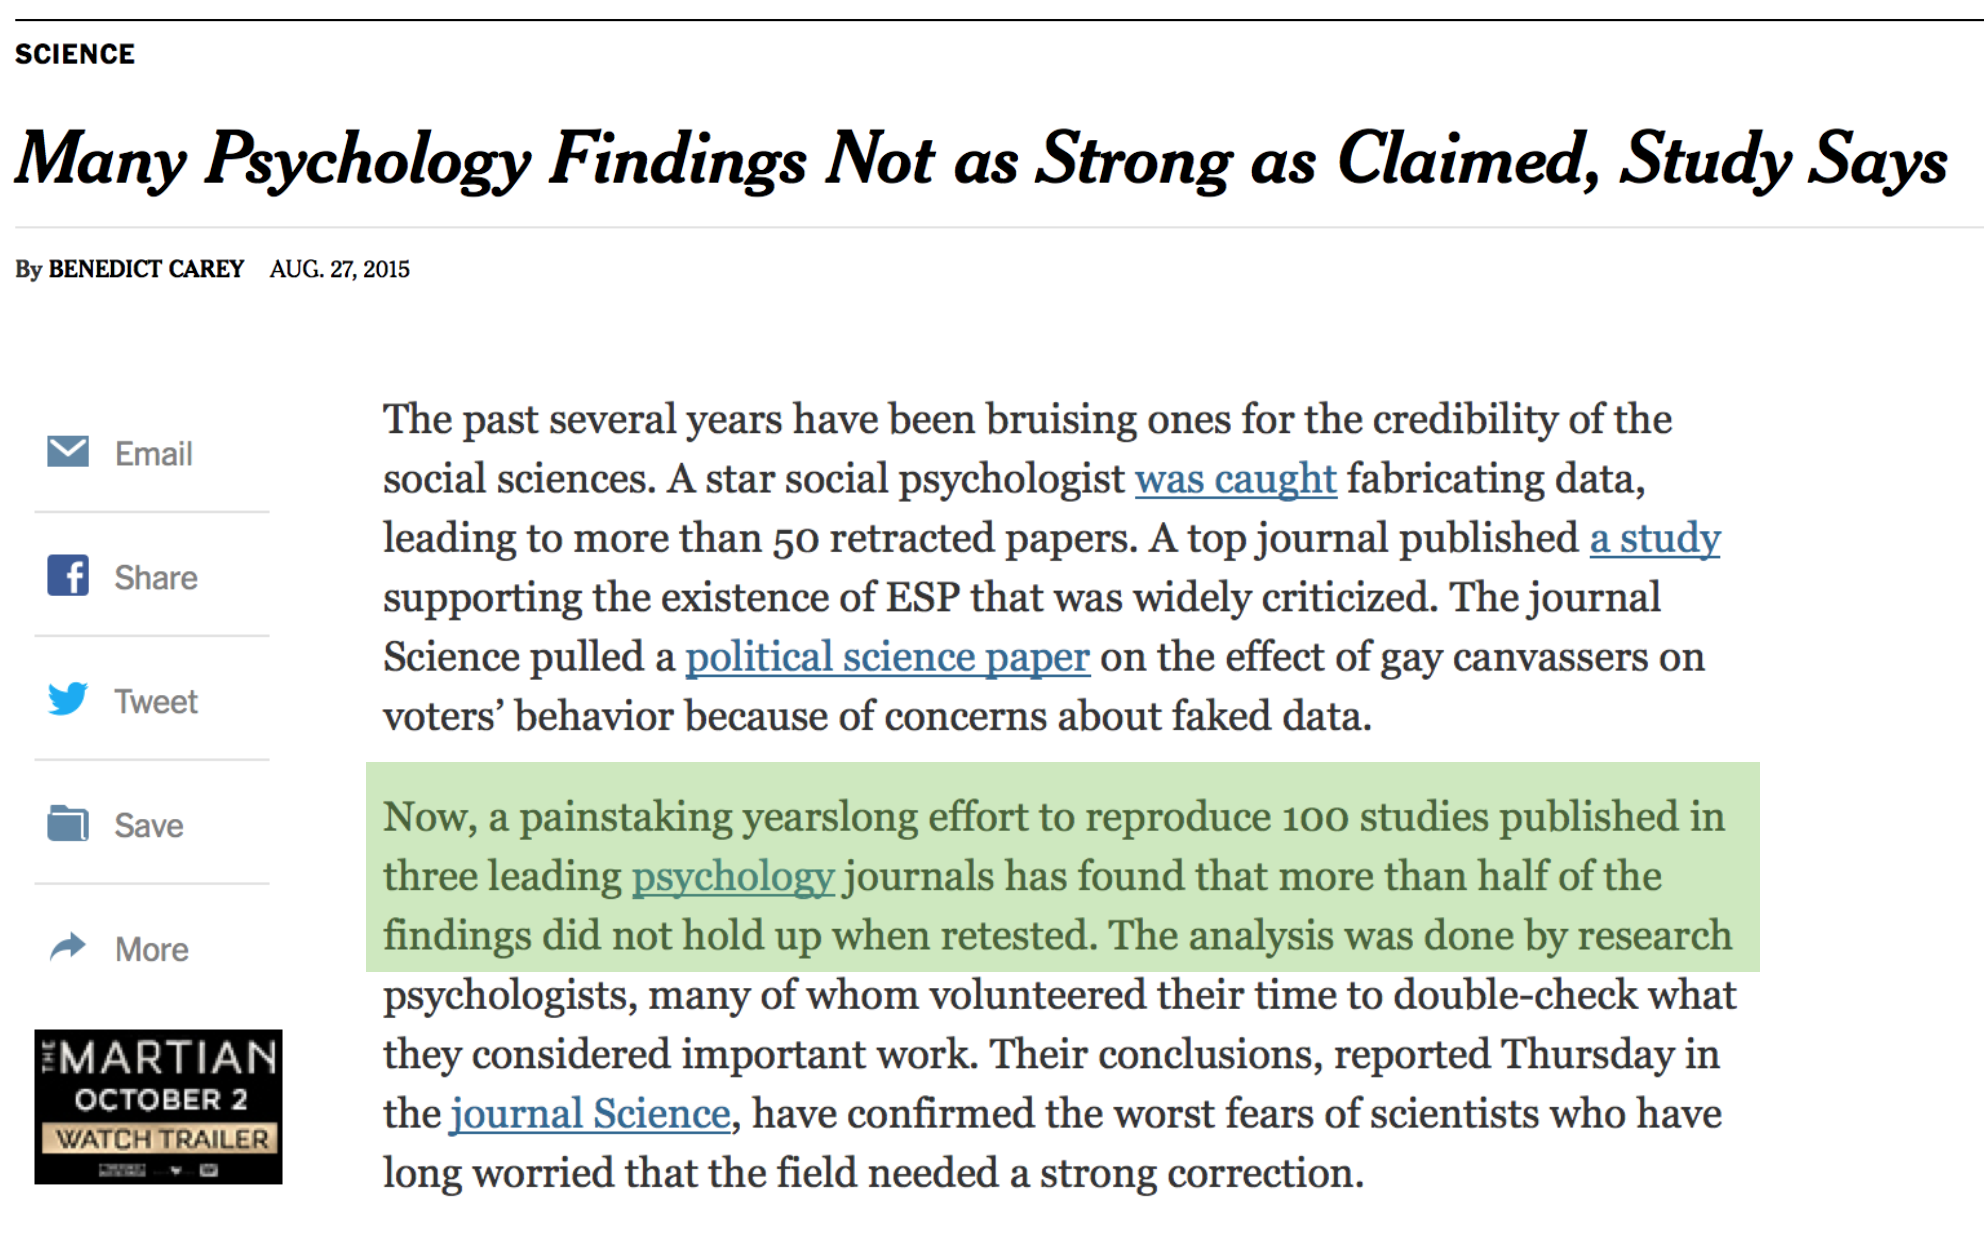 SCIENCE
Many Psychology Findings Not as Strong as Claimed, Study Says
By BENEDICT CAREY AUG. 27, 2015
Email
Share
Tweet
Save
More
THE MARTIAN
OCTOBER 2
WATCH TRAILER
The past several years have been bruising ones for the credibility of the
social sciences. A star social psychologist was caught fabricating data,
leading to more than 50 retracted papers. A top journal published a study
supporting the existence of ESP that was widely criticized. The journal
Science pulled a political science paper on the effect of gay canvassers on
voters’ behavior because of concerns about faked data.
Now, a painstaking yearslong effort to reproduce 100 studies published in
three leading psychology journals has found that more than half of the
findings did not hold up when retested. The analysis was done by research
psychologists, many of whom volunteered their time to double-check what
they considered important work. Their conclusions, reported Thursday in
the journal Science, have confirmed the worst fears of scientists who have
long worried that the field needed a strong correction.